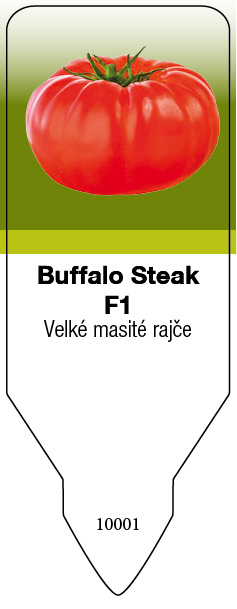 Buffalo Steak
F1
Velké masité rajče
10001